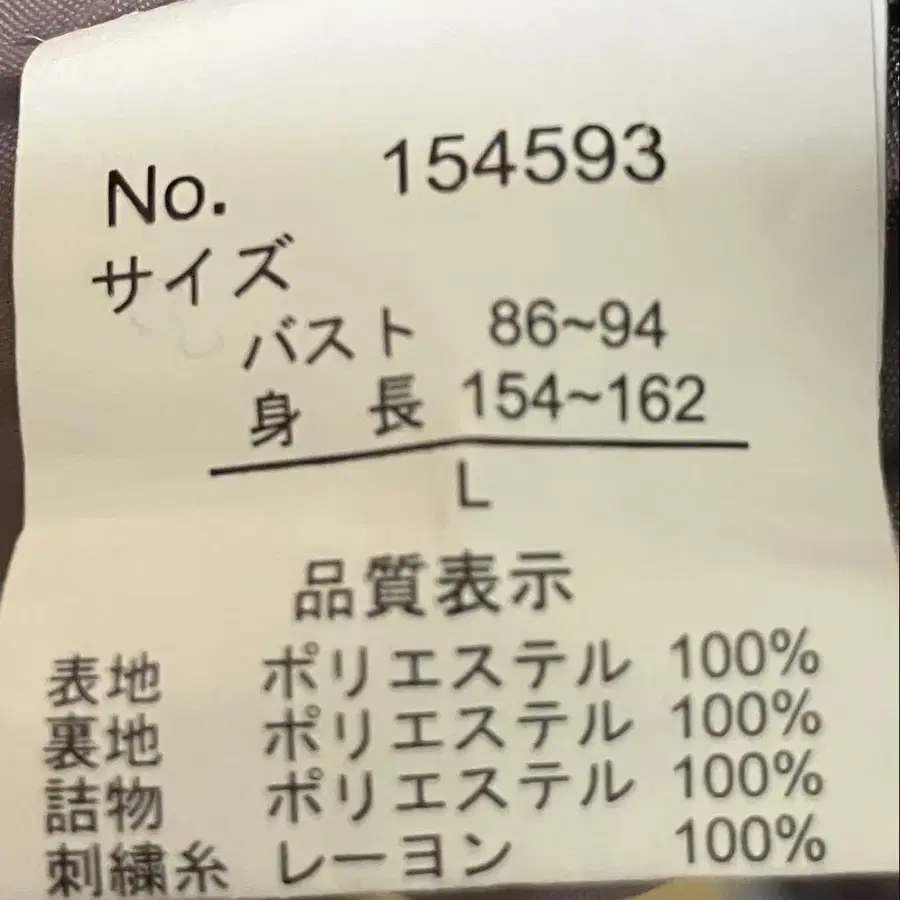 No. 154593
サイズ
バスト 86~94
身長 154~162
L
品質表示
表地 ポリエステル 100%
裏地 ポリエステル 100%
詰物 ポリエステル 100%
刺繍糸 レーヨン 100%